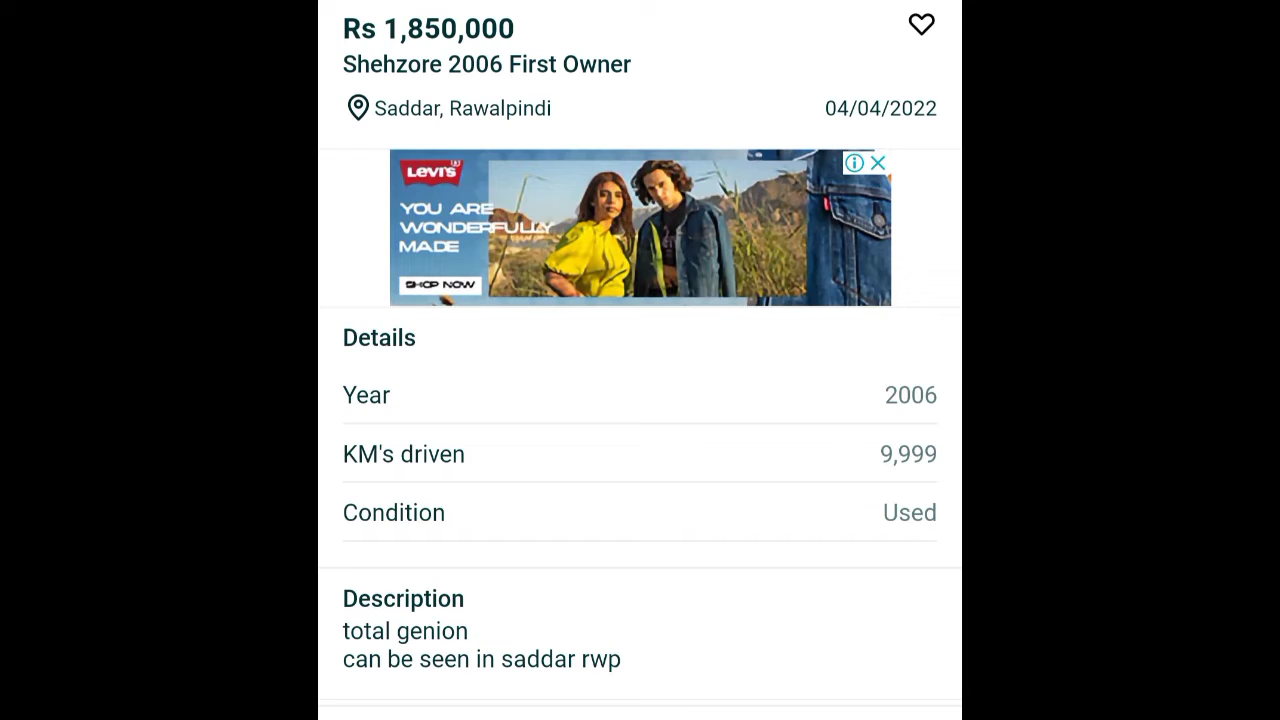 Rs 1,850,000
Shehzore 2006 First Owner
Saddar, Rawalpindi 04/04/2022
Levi's
YOU ARE
WONDERFULLY
MADE
SHOP NOW
Details
Year 2006
KM's driven 9,999
Condition Used
Description
total genion
can be seen in saddar rwp